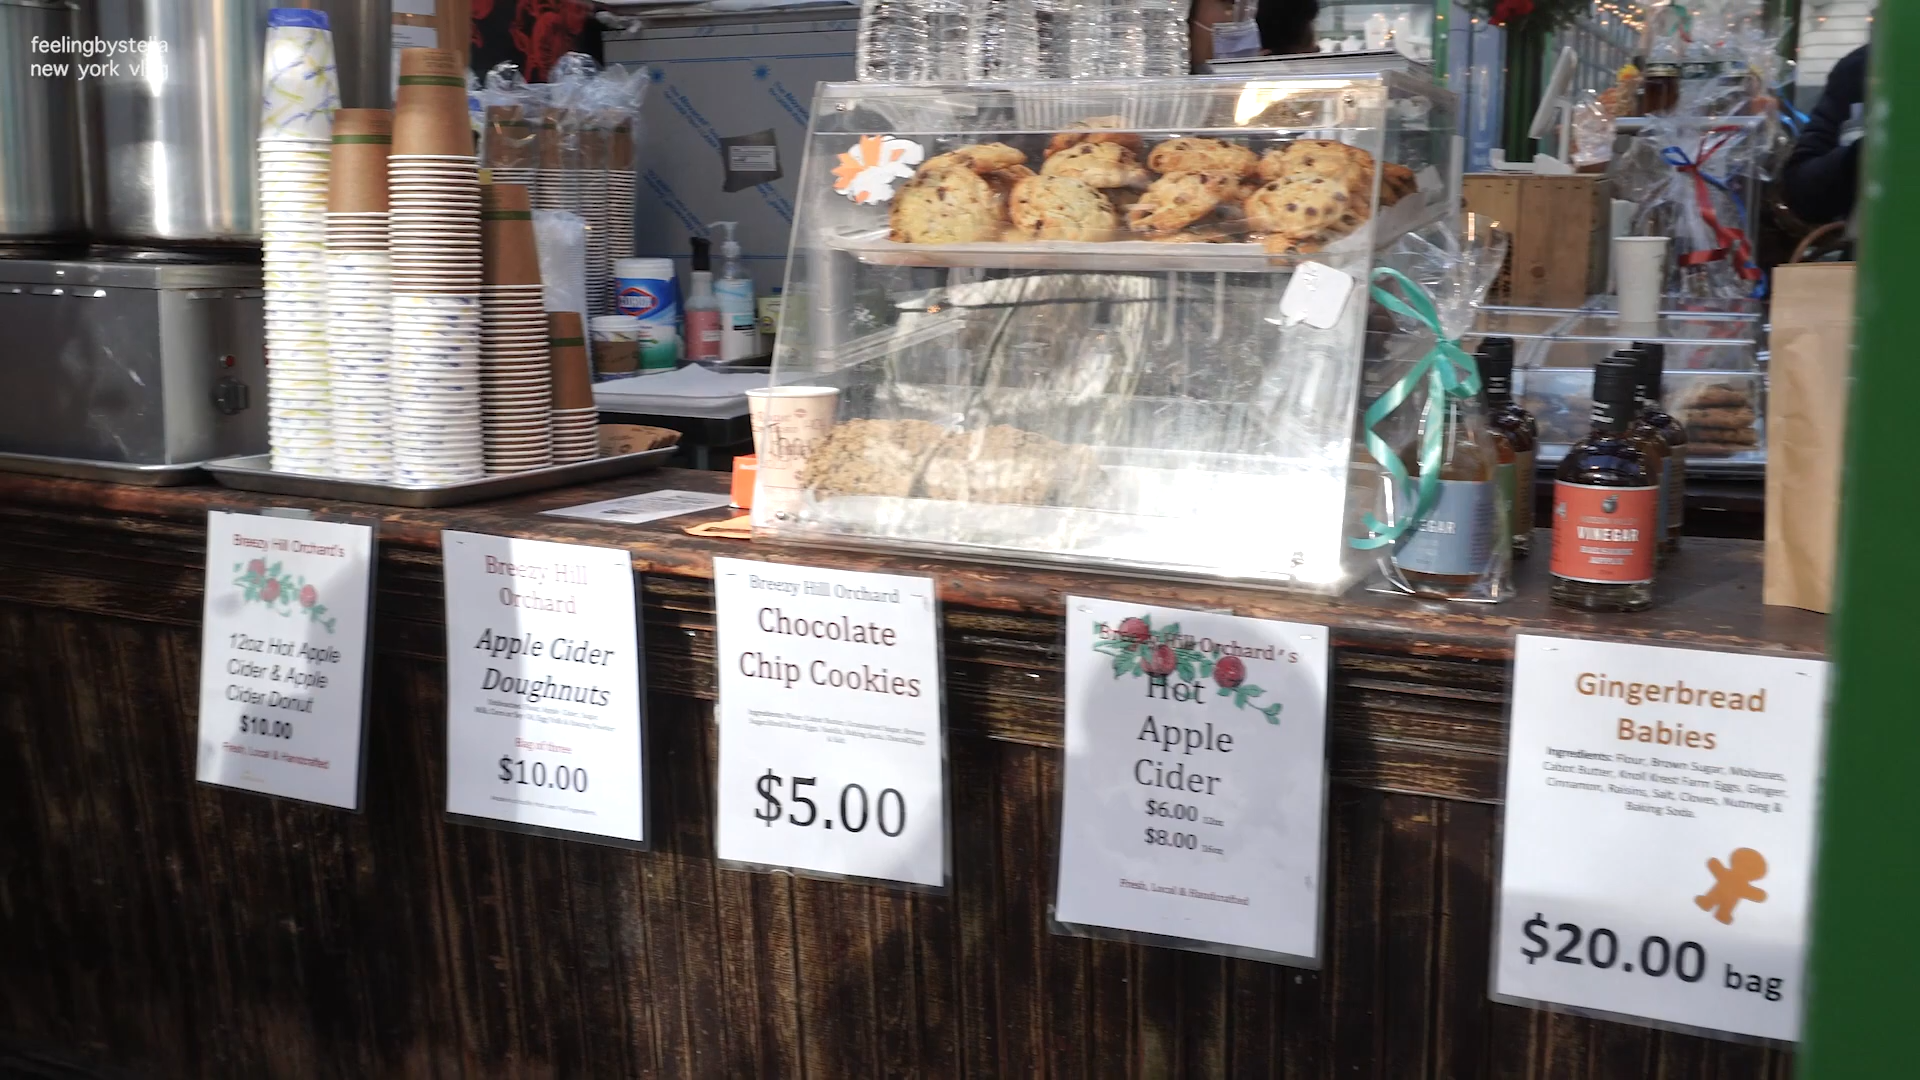 feelingbystella
new york vlog
Breezy Hill Orchard's
12oz Hot Apple
Cider & Apple
Cider Donut
$10.00
Fresh, Local & Handcrafted
Breezy Hill
Orchard
Apple Cider
Doughnuts
Bag of three
$10.00
Breezy Hill Orchard
Chocolate
Chip Cookies
$5.00
Breezy Hill Orchard's
Hot
Apple
Cider
$6.00 12oz
$8.00 16oz
Fresh, Local & Handcrafted
Gingerbread
Babies
Ingredients: Flour, Brown Sugar, Molasses,
Cabot Butter, Knoll Krest Farm Eggs, Ginger,
Cinnamon, Raisins, Salt, Cloves, Nutmeg &
Baking Soda.
$20.00 bag
VINEGAR